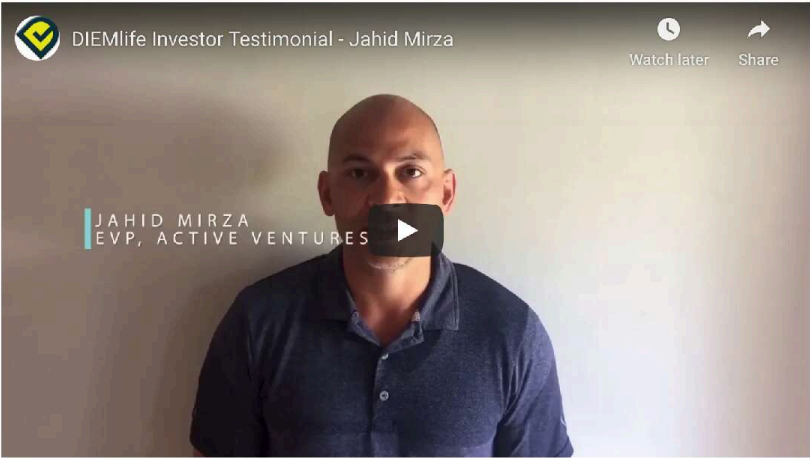 DIEMlife Investor Testimonial - Jahid Mirza
Watch later
Share
JAHID MIRZA
EVP, ACTIVE VENTURES